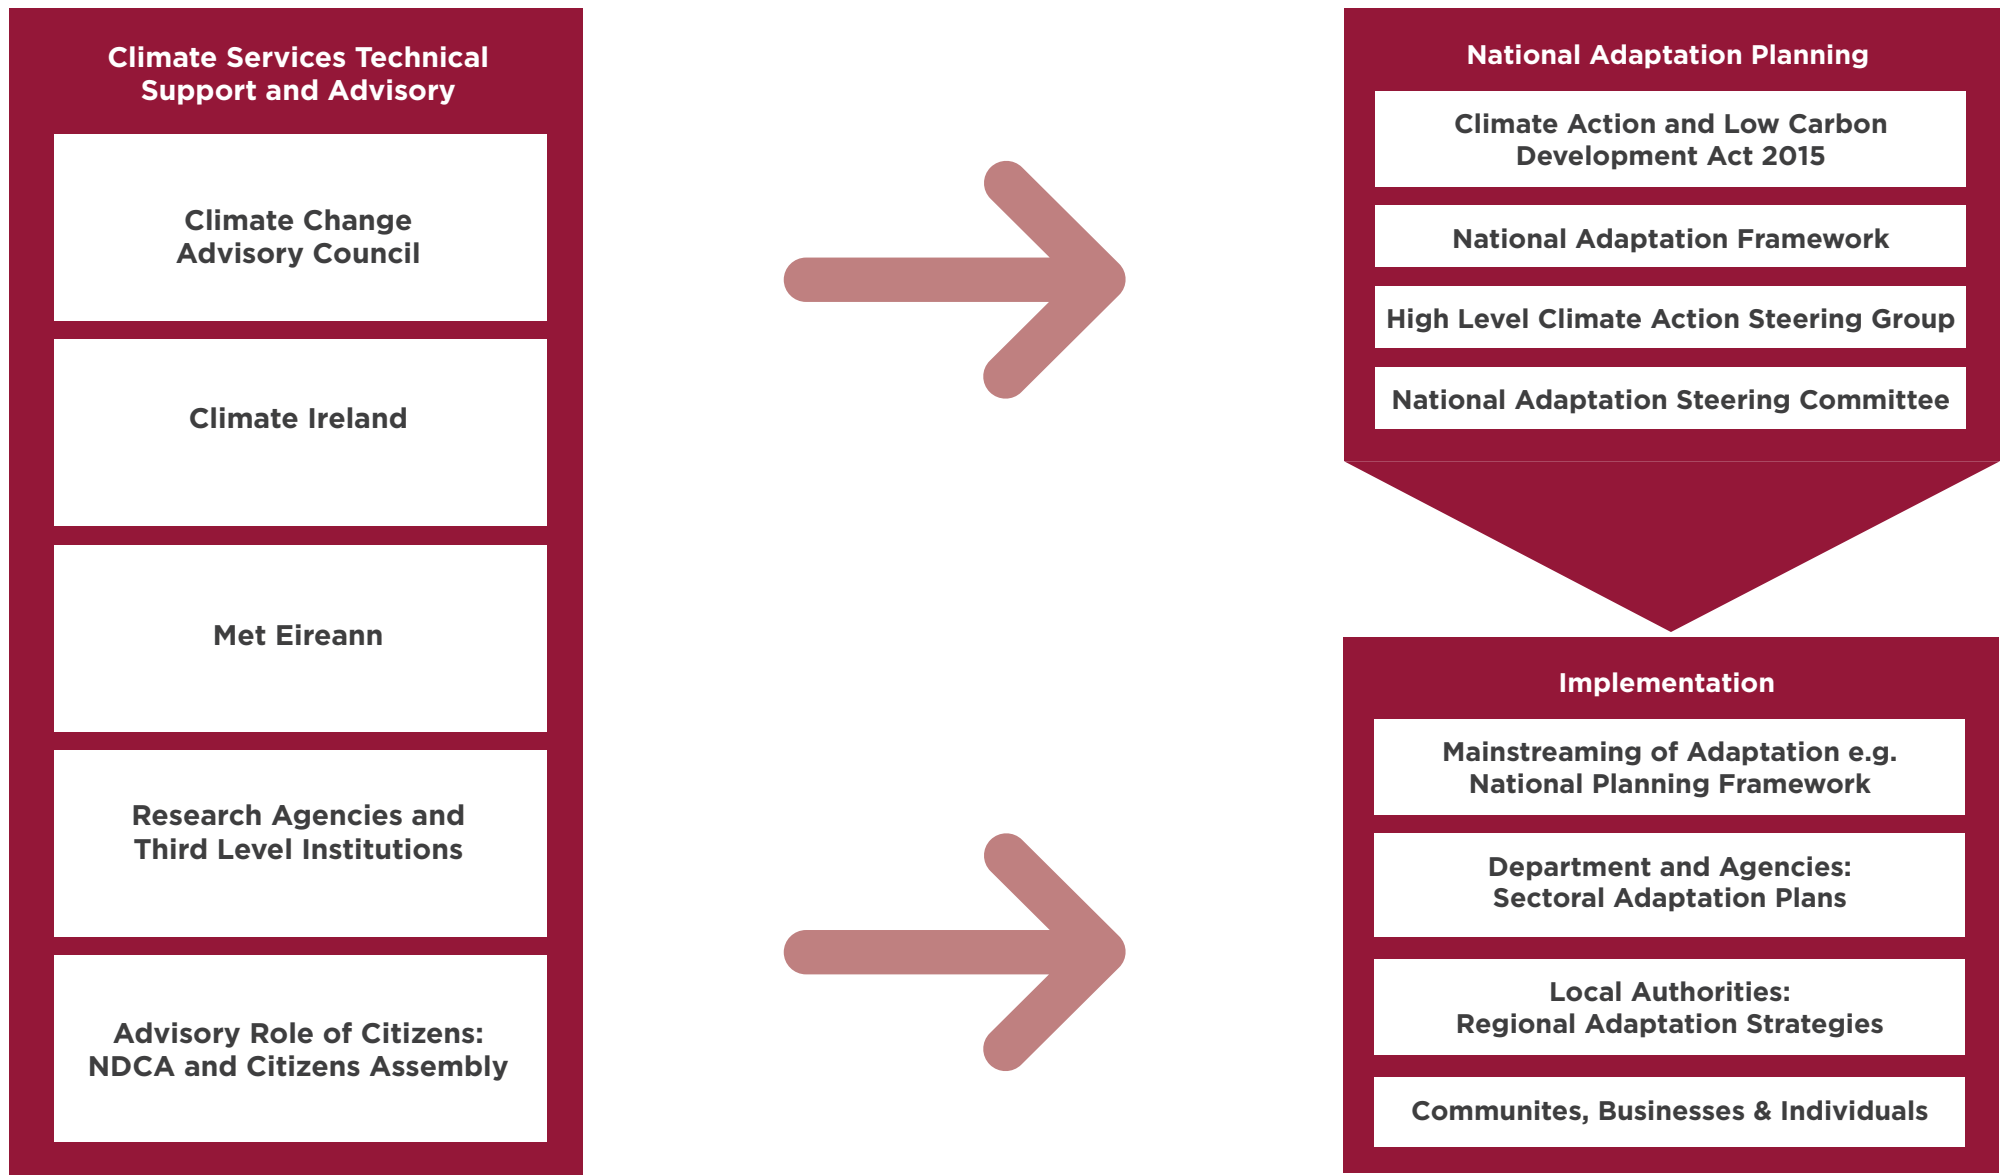 Climate Services Technical
Support and Advisory
Climate Change
Advisory Council
Climate Ireland
Met Eireann
Research Agencies and
Third Level Institutions
Advisory Role of Citizens:
NDCA and Citizens Assembly
National Adaptation Planning
Climate Action and Low Carbon
Development Act 2015
National Adaptation Framework
High Level Climate Action Steering Group
National Adaptation Steering Committee
Implementation
Mainstreaming of Adaptation e.g.
National Planning Framework
Department and Agencies:
Sectoral Adaptation Plans
Local Authorities:
Regional Adaptation Strategies
Communites, Businesses & Individuals